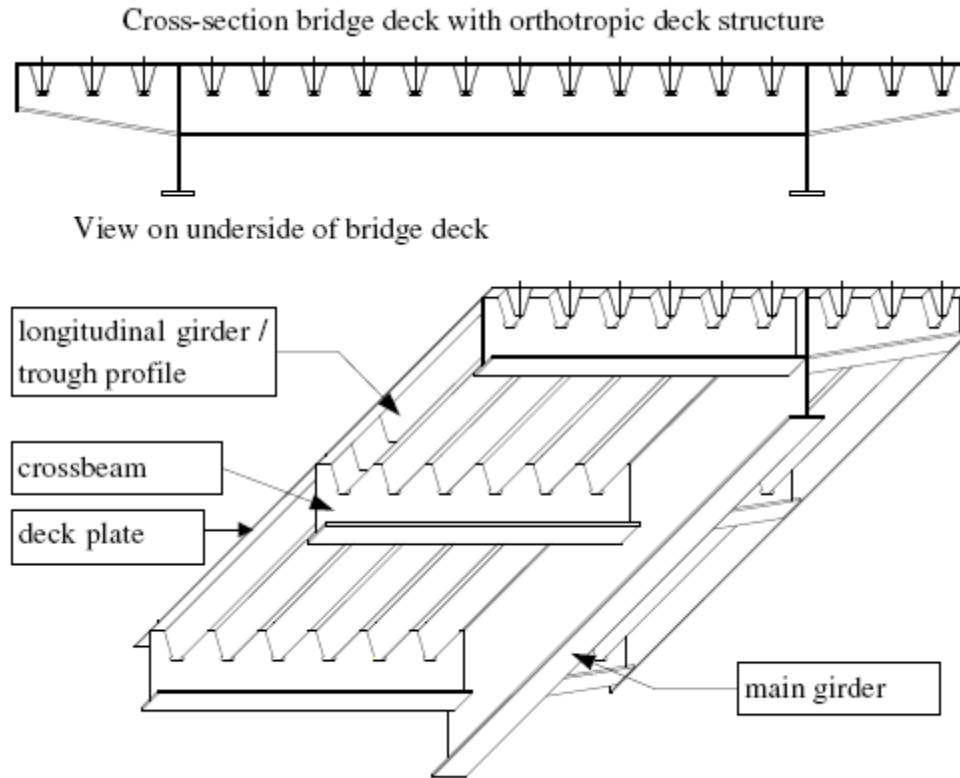 Cross-section bridge deck with orthotropic deck structure
View on underside of bridge deck
longitudinal girder /
trough profile
crossbeam
deck plate
main girder